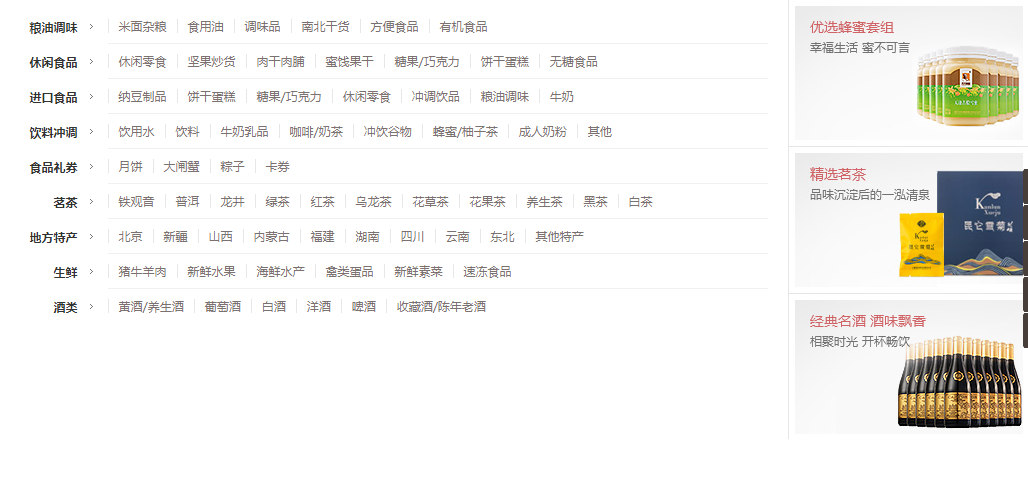 粮油调味 > 米面杂粮 食用油 调味品 南北干货 方便食品 有机食品
休闲食品 > 休闲零食 坚果炒货 肉干肉脯 蜜饯果干 糖果/巧克力 饼干蛋糕 无糖食品
进口食品 > 纳豆制品 饼干蛋糕 糖果/巧克力 休闲零食 冲调饮品 粮油调味 牛奶
饮料冲调 > 饮用水 饮料 牛奶乳品 咖啡/奶茶 冲饮谷物 蜂蜜/柚子茶 成人奶粉 其他
食品礼券 > 月饼 大闸蟹 粽子 卡券
茗茶 > 铁观音 普洱 龙井 绿茶 红茶 乌龙茶 花草茶 花果茶 养生茶 黑茶 白茶
地方特产 > 北京 新疆 山西 内蒙古 福建 湖南 四川 云南 东北 其他特产
生鲜 > 猪牛羊肉 新鲜水果 海鲜水产 禽类蛋品 新鲜素菜 速冻食品
酒类 > 黄酒/养生酒 葡萄酒 白酒 洋酒 啤酒 收藏酒/陈年老酒
优选蜂蜜套组
幸福生活 蜜不可言
精选茗茶
品味沉淀后的一泓清泉
经典名酒 酒味飘香
相聚时光 开杯畅饮